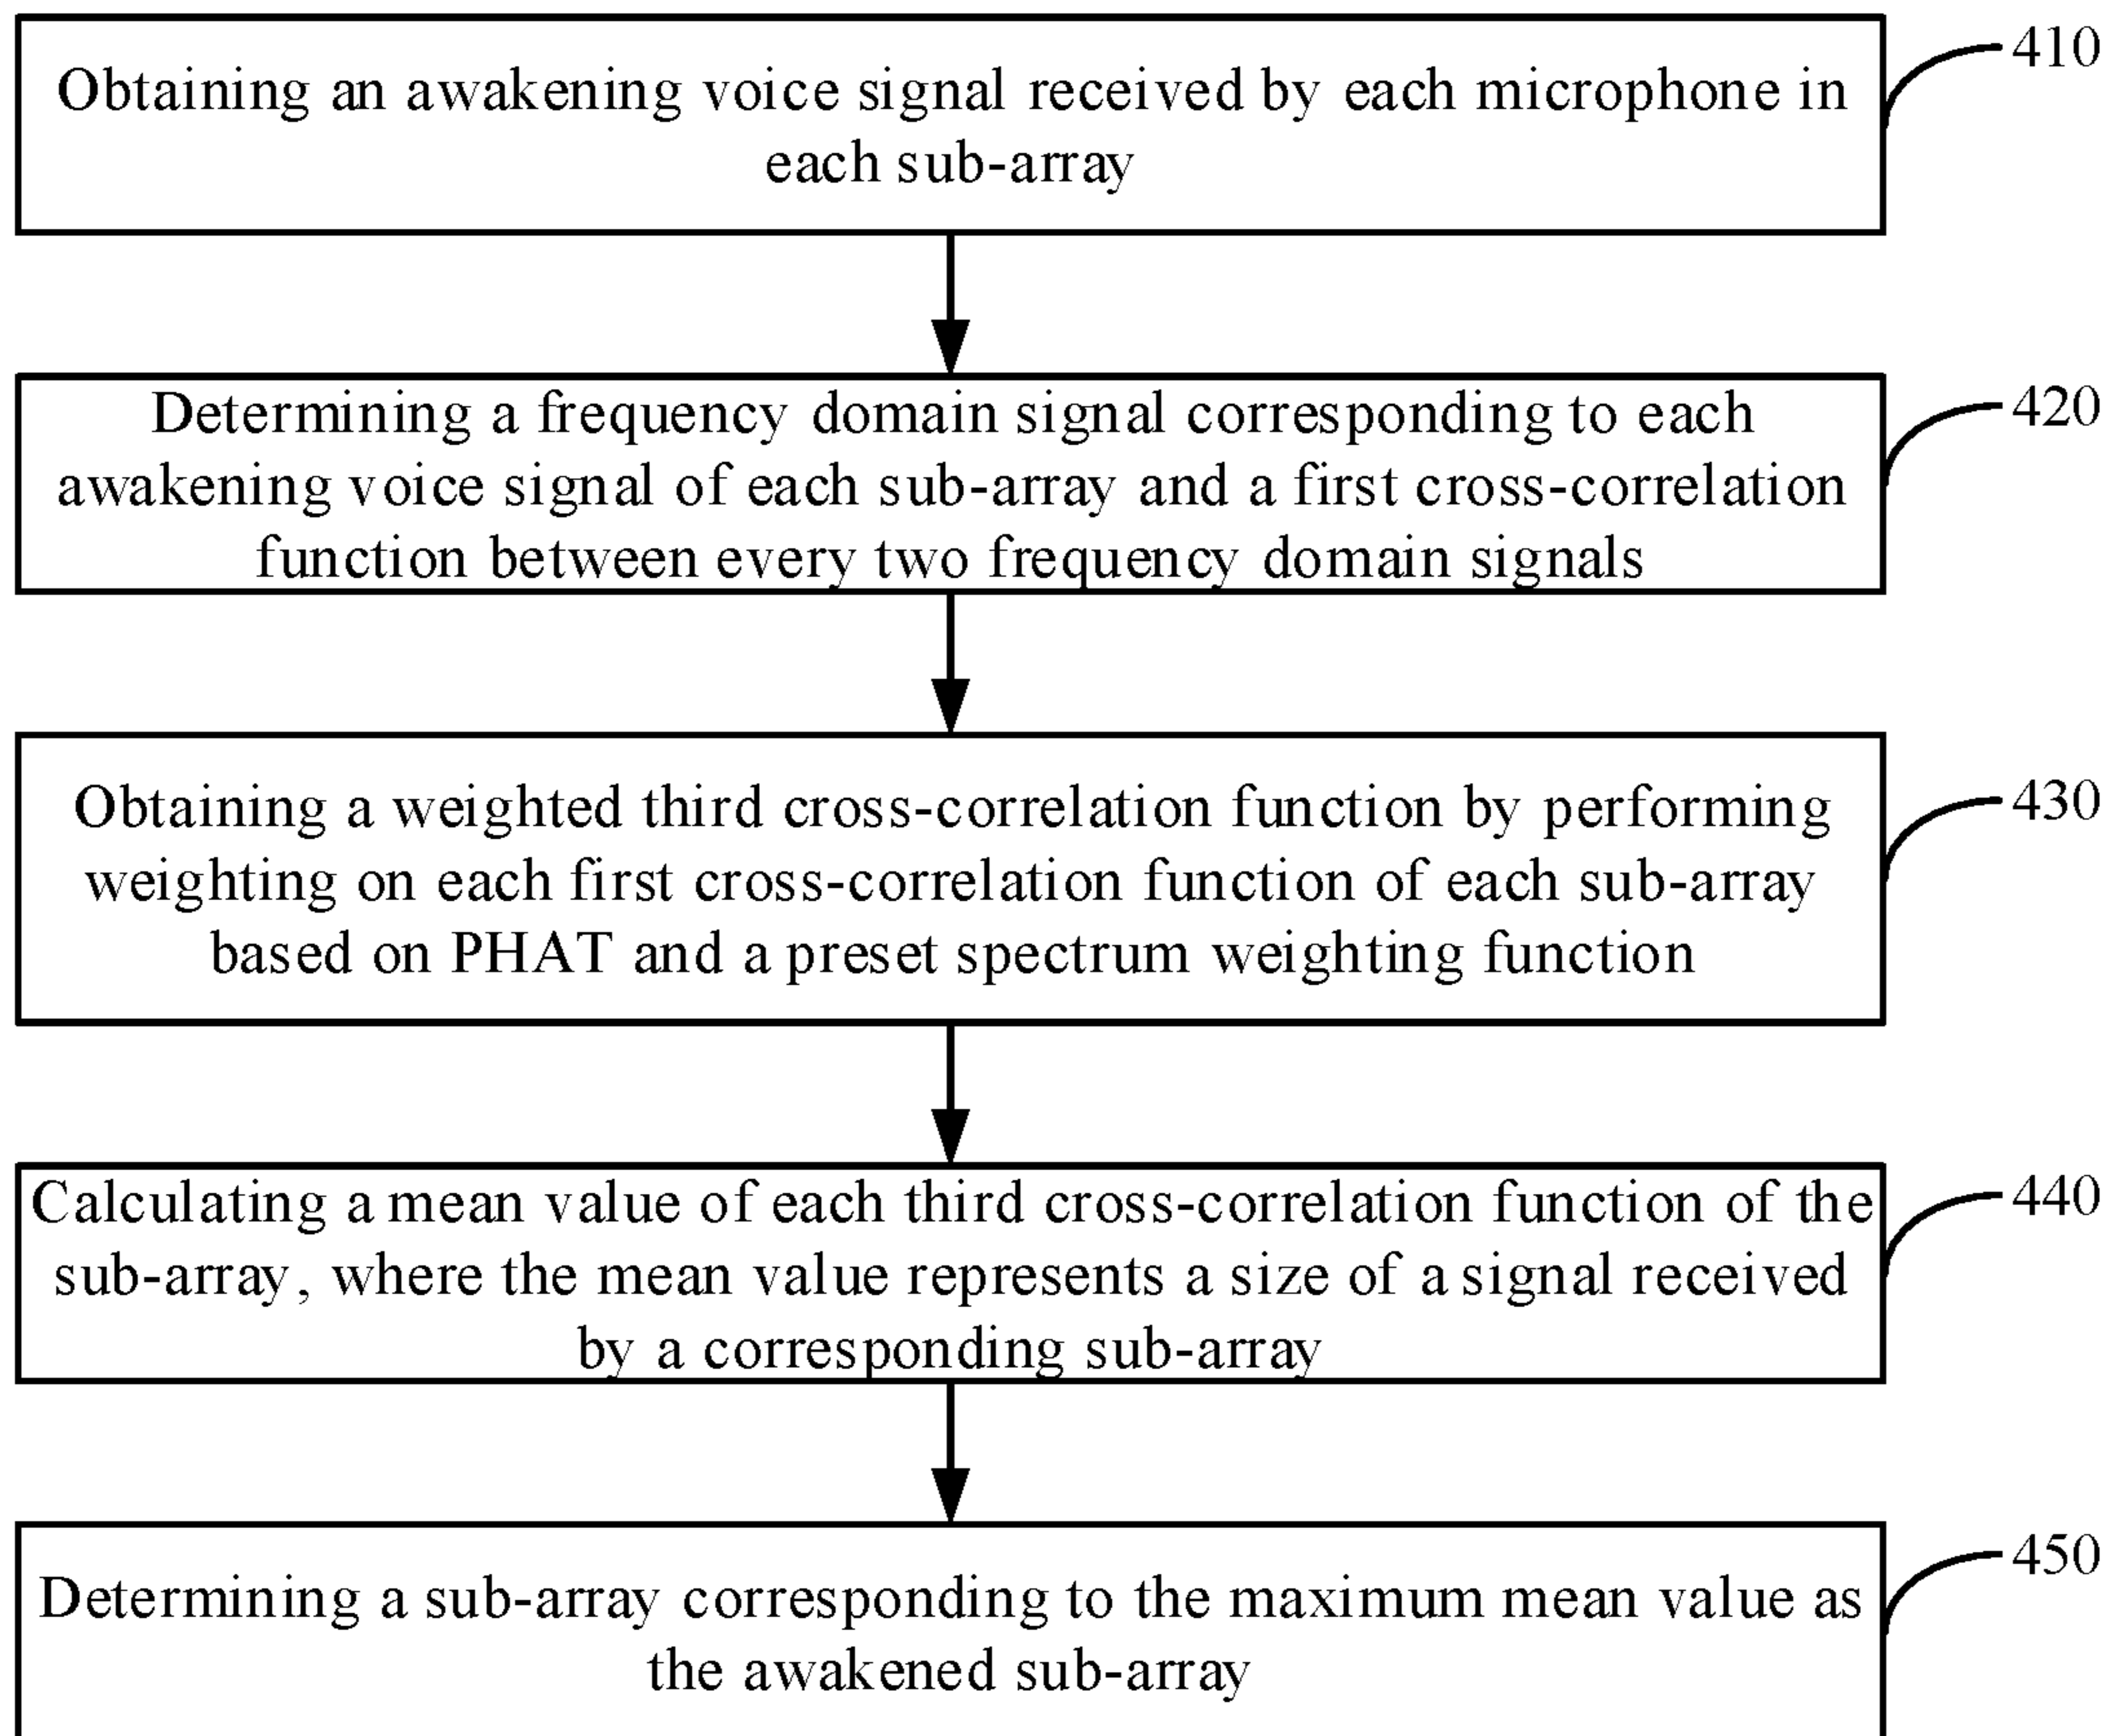 Obtaining an awakening voice signal received by each microphone in
each sub-array
410
Determining a frequency domain signal corresponding to each
awakening voice signal of each sub-array and a first cross-correlation
function between every two frequency domain signals
420
Obtaining a weighted third cross-correlation function by performing
weighting on each first cross-correlation function of each sub-array
based on PHAT and a preset spectrum weighting function
430
Calculating a mean value of each third cross-correlation function of the
sub-array, where the mean value represents a size of a signal received
by a corresponding sub-array
440
Determining a sub-array corresponding to the maximum mean value as
the awakened sub-array
450